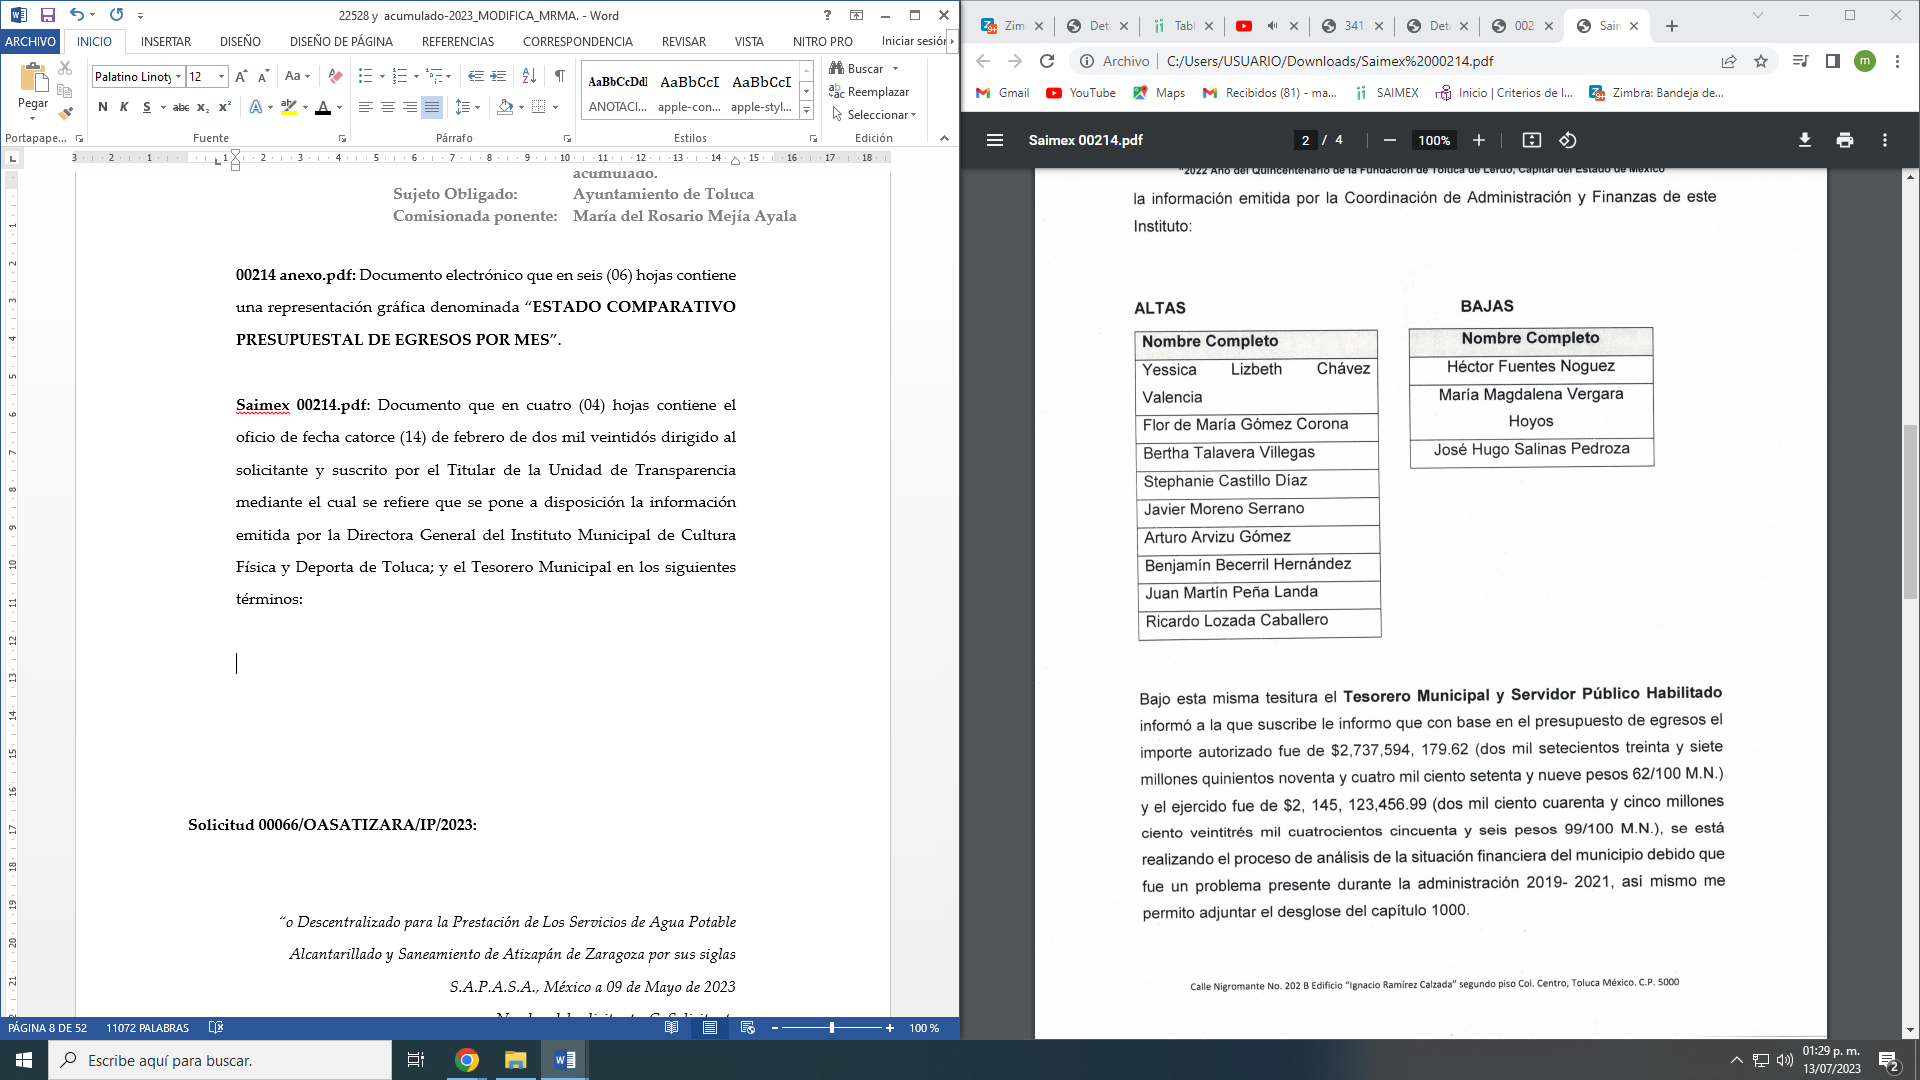 22528 y  acumulado-2023_MODIFICA_MRMA. - Word
ARCHIVO INICIO INSERTAR DISEÑO DISEÑO DE PÁGINA REFERENCIAS CORRESPONDENCIA REVISAR VISTA NITRO PRO Iniciar sesión
Pegar
Palatino Linoty 12
N K S abc x₂ x²
AaBbCcDdI AaBbCcI AaBbCcI
ANOTACI... apple-con... apple-styl...
Buscar
Reemplazar
Seleccionar
Portapape... Fuente Párrafo Estilos Edición
acumulado.
Sujeto Obligado: Ayuntamiento de Toluca
Comisionada ponente: María del Rosario Mejía Ayala
00214 anexo.pdf: Documento electrónico que en seis (06) hojas contiene
una representación gráfica denominada “ESTADO COMPARATIVO
PRESUPUESTAL DE EGRESOS POR MES”.
Saimex 00214.pdf: Documento que en cuatro (04) hojas contiene el
oficio de fecha catorce (14) de febrero de dos mil veintidós dirigido al
solicitante y suscrito por el Titular de la Unidad de Transparencia
mediante el cual se refiere que se pone a disposición la información
emitida por la Directora General del Instituto Municipal de Cultura
Física y Deporta de Toluca; y el Tesorero Municipal en los siguientes
términos:
Solicitud 00066/OASATIZARA/IP/2023:
“o Descentralizado para la Prestación de Los Servicios de Agua Potable
Alcantarillado y Saneamiento de Atizapán de Zaragoza por sus siglas
S.A.P.A.S.A., México a 09 de Mayo de 2023
PÁGINA 8 DE 52 11072 PALABRAS 100 %
Zim Det Tabl 341 Det 002 Sain
Archivo C:/Users/USUARIO/Downloads/Saimex%2000214.pdf
Gmail YouTube Maps Recibidos (81) - ma... SAIMEX Inicio | Criterios de I... Zimbra: Bandeja de...
Saimex 00214.pdf 2 / 4 100%
"2022 Año del Quincentenario de la Fundación de Toluca de Lerdo, Capital del Estado de México
la información emitida por la Coordinación de Administración y Finanzas de este
Instituto:
ALTAS
Nombre Completo
Yessica Lizbeth Chávez
Valencia
Flor de María Gómez Corona
Bertha Talavera Villegas
Stephanie Castillo Díaz
Javier Moreno Serrano
Arturo Arvizu Gómez
Benjamín Becerril Hernández
Juan Martín Peña Landa
Ricardo Lozada Caballero
BAJAS
Nombre Completo
Héctor Fuentes Noguez
María Magdalena Vergara
Hoyos
José Hugo Salinas Pedroza
Bajo esta misma tesitura el Tesorero Municipal y Servidor Público Habilitado
informó a la que suscribe le informo que con base en el presupuesto de egresos el
importe autorizado fue de $2,737,594, 179.62 (dos mil setecientos treinta y siete
millones quinientos noventa y cuatro mil ciento setenta y nueve pesos 62/100 M.N.)
y el ejercido fue de $2, 145, 123,456.99 (dos mil ciento cuarenta y cinco millones
ciento veintitrés mil cuatrocientos cincuenta y seis pesos 99/100 M.N.), se está
realizando el proceso de análisis de la situación financiera del municipio debido que
fue un problema presente durante la administración 2019- 2021, así mismo me
permito adjuntar el desglose del capítulo 1000.
Calle Nigromante No. 202 B Edificio "Ignacio Ramírez Calzada" segundo piso Col. Centro, Toluca México. C.P. 5000
Escribe aquí para buscar.
01:29 p. m.
13/07/2023
2